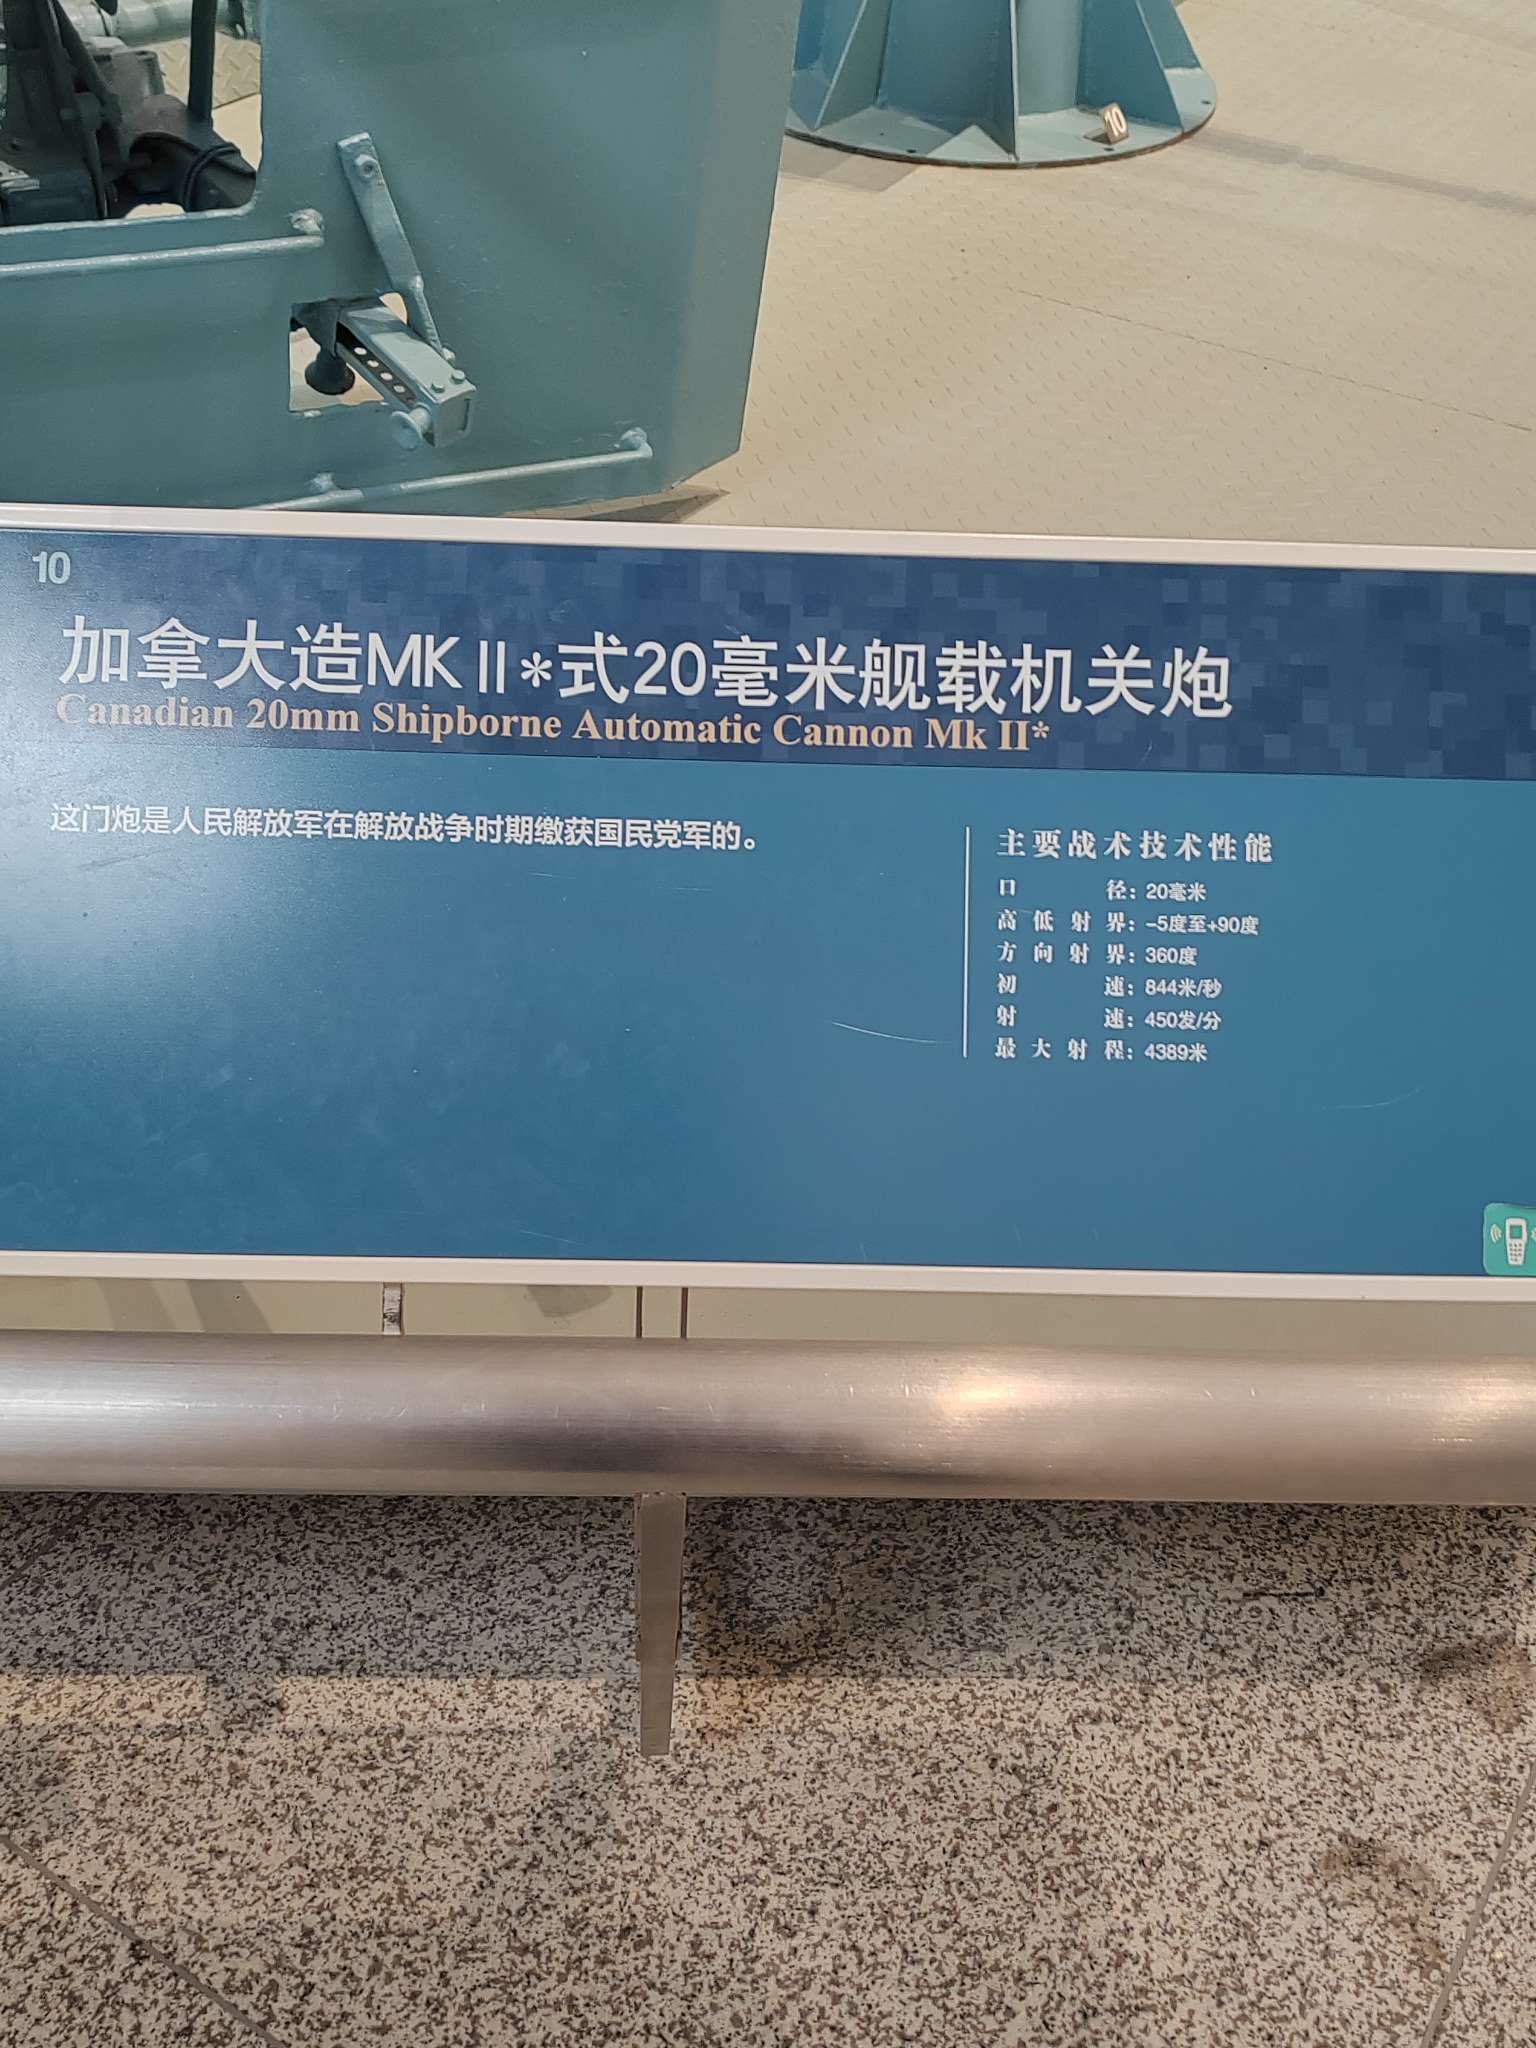 10
10
加拿大造MK II*式20毫米舰载机关炮
Canadian 20mm Shipborne Automatic Cannon Mk II*
这门炮是人民解放军在解放战争时期缴获国民党军的。
主要战术技术性能
口径：20毫米
高低射界：-5度至+90度
方向射界：360度
初速：844米/秒
射速：450发/分
最大射程：4389米